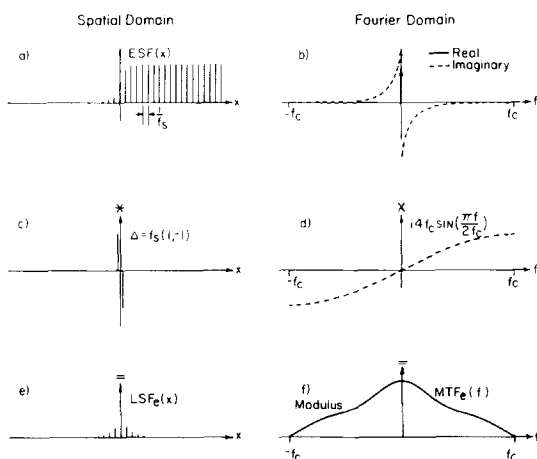 Spatial Domain
Fourier Domain
a)
ESF(x)
x
1
fs
b)
Real
Imaginary
-fc
fc
f
c)
*
Δ=fs(1,-1)
x
d)
X
i4fc SIN(πf/2fc)
-fc
fc
f
e)
=
LSFe(x)
x
f)
Modulus
=
MTFe(f)
-fc
fc
f